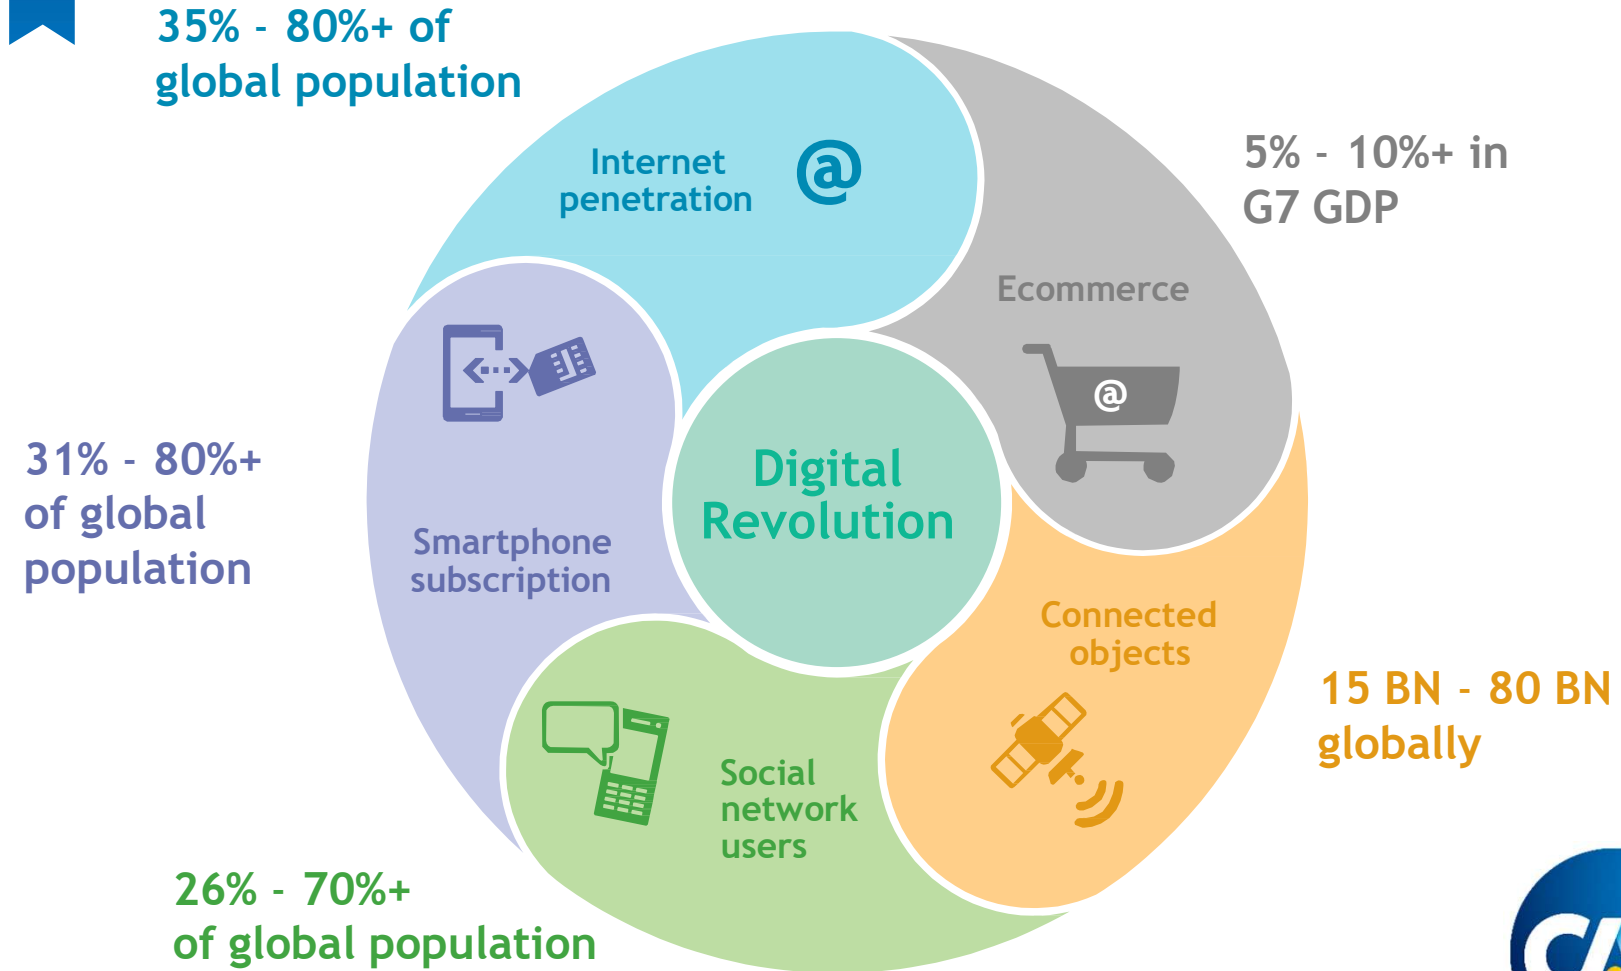 35% - 80%+ of
global population
Internet
penetration
@
5% - 10%+ in
G7 GDP
Ecommerce
@
31% - 80%+
of global
population
Smartphone
subscription
Digital
Revolution
Connected
objects
15 BN - 80 BN
globally
Social
network
users
26% - 70%+
of global population